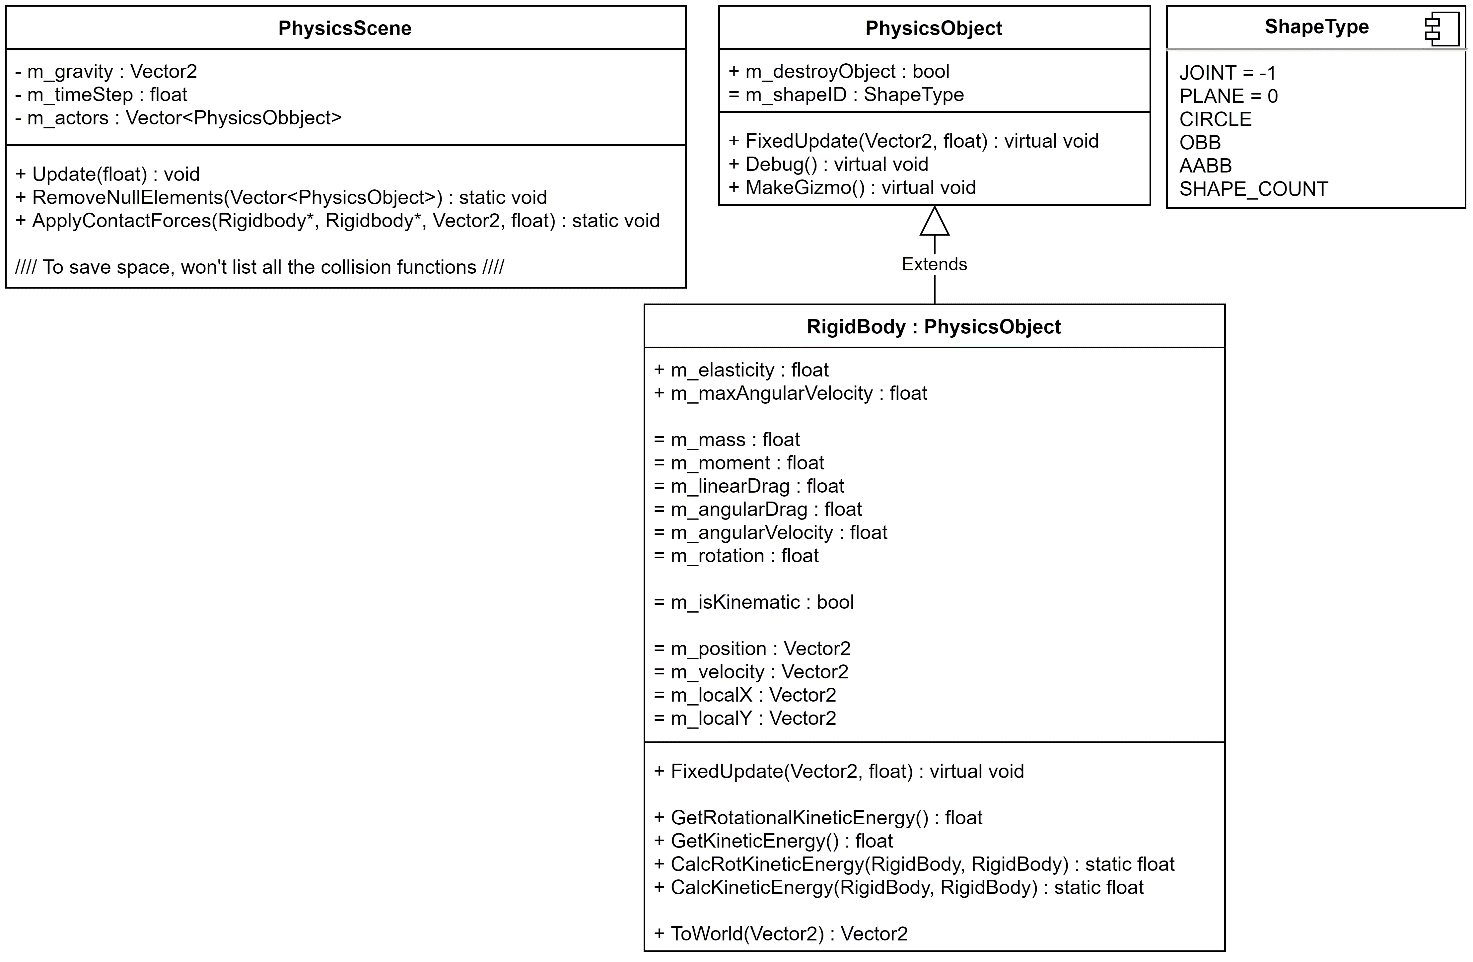 PhysicsScene
- m_gravity : Vector2
- m_timeStep : float
- m_actors : Vector<PhysicsObbject>
+ Update(float) : void
+ RemoveNullElements(Vector<PhysicsObject>) : static void
+ ApplyContactForces(Rigidbody*, Rigidbody*, Vector2, float) : static void
//// To save space, won't list all the collision functions ////
PhysicsObject
+ m_destroyObject : bool
= m_shapeID : ShapeType
+ FixedUpdate(Vector2, float) : virtual void
+ Debug() : virtual void
+ MakeGizmo() : virtual void
ShapeType
JOINT = -1
PLANE = 0
CIRCLE
OBB
AABB
SHAPE_COUNT
Extends
RigidBody : PhysicsObject
+ m_elasticity : float
+ m_maxAngularVelocity : float
= m_mass : float
= m_moment : float
= m_linearDrag : float
= m_angularDrag : float
= m_angularVelocity : float
= m_rotation : float
= m_isKinematic : bool
= m_position : Vector2
= m_velocity : Vector2
= m_localX : Vector2
= m_localY : Vector2
+ FixedUpdate(Vector2, float) : virtual void
+ GetRotationalKineticEnergy() : float
+ GetKineticEnergy() : float
+ CalcRotKineticEnergy(RigidBody, RigidBody) : static float
+ CalcKineticEnergy(RigidBody, RigidBody) : static float
+ ToWorld(Vector2) : Vector2